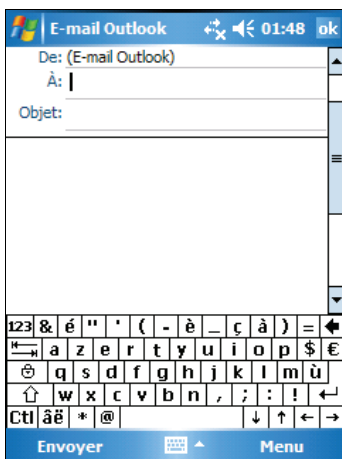 E-mail Outlook 01:48 ok
De: (E-mail Outlook)
À:
Objet:
123 & é " ' ( - è _ ç à ) =
a z e r t y u i o p $ €
q s d f g h j k l m ù
w x c v b n , ; : !
Ctl âë * @ ↓ ↑ ← →
Envoyer Menu